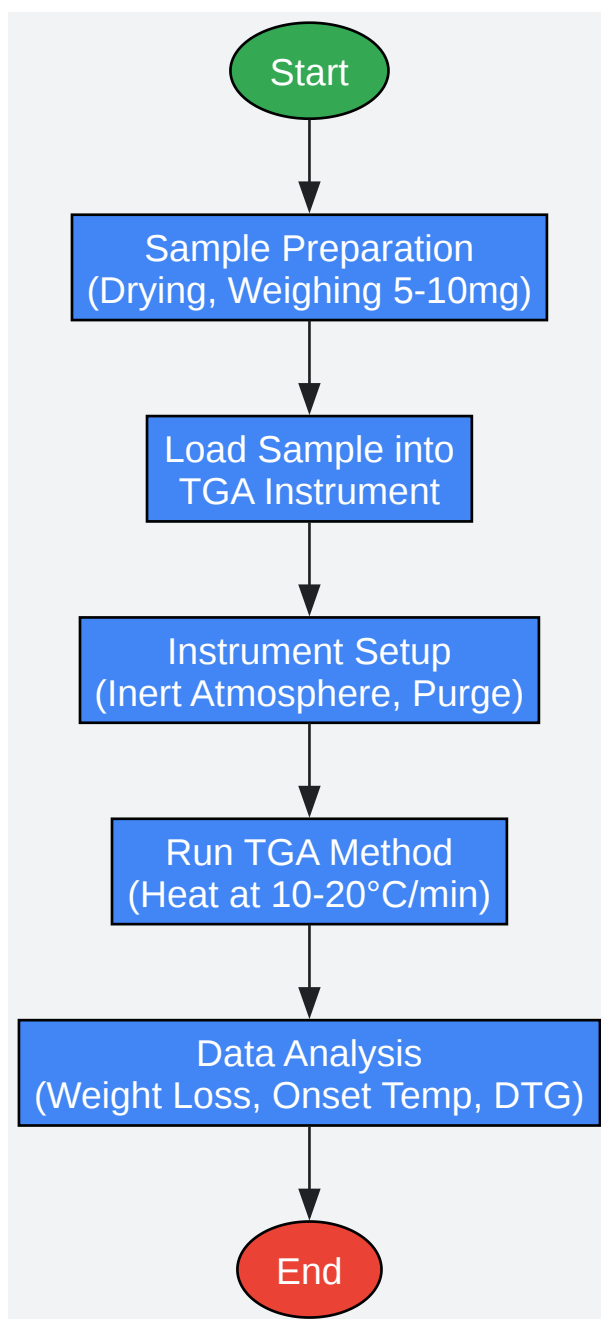 Start
Sample Preparation
(Drying, Weighing 5-10mg)
Load Sample into
TGA Instrument
Instrument Setup
(Inert Atmosphere, Purge)
Run TGA Method
(Heat at 10-20°C/min)
Data Analysis
(Weight Loss, Onset Temp, DTG)
End